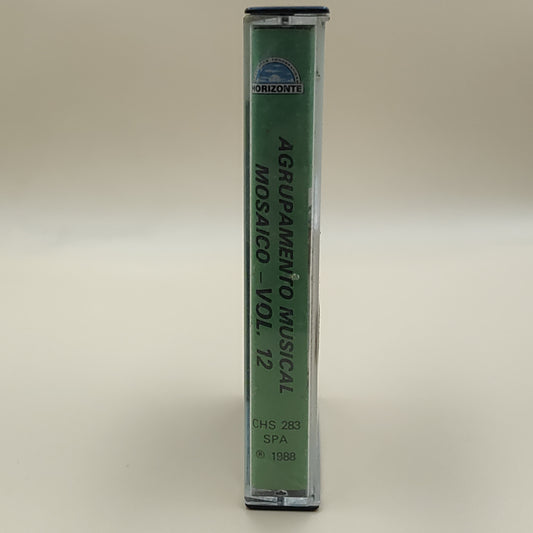 HORIZONTE
AGRUPAMENTO MUSICAL
MOSAICO – VOL. 12
CHS 283
SPA
℗ 1988